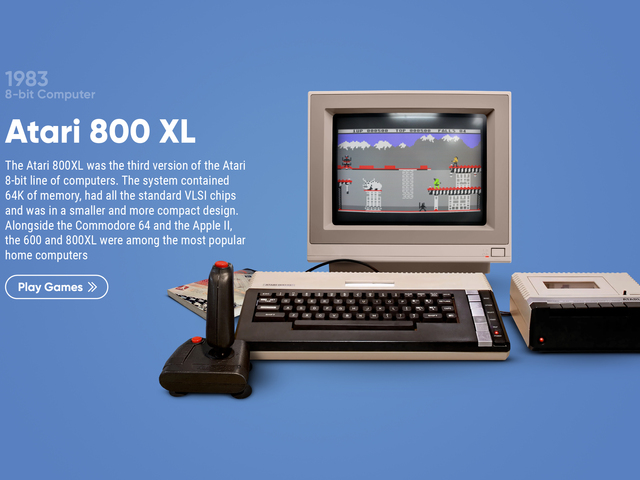 1983
8-bit Computer
Atari 800 XL
The Atari 800XL was the third version of the Atari
8-bit line of computers. The system contained
64K of memory, had all the standard VLSI chips
and was in a smaller and more compact design.
Alongside the Commodore 64 and the Apple II,
the 600 and 800XL were among the most popular
home computers
Play Games